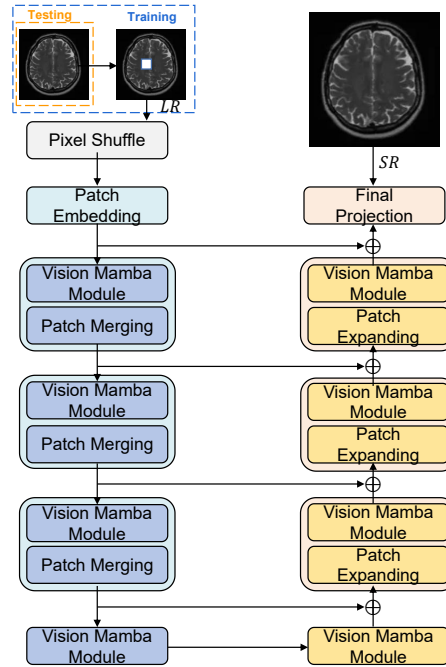 Testing
Training
LR
Pixel Shuffle
Patch
Embedding
Vision Mamba
Module
Patch Merging
Vision Mamba
Module
Patch Merging
Vision Mamba
Module
Patch Merging
Vision Mamba
Module
SR
Final
Projection
Vision Mamba
Module
Patch
Expanding
Vision Mamba
Module
Patch
Expanding
Vision Mamba
Module
Patch
Expanding
Vision Mamba
Module